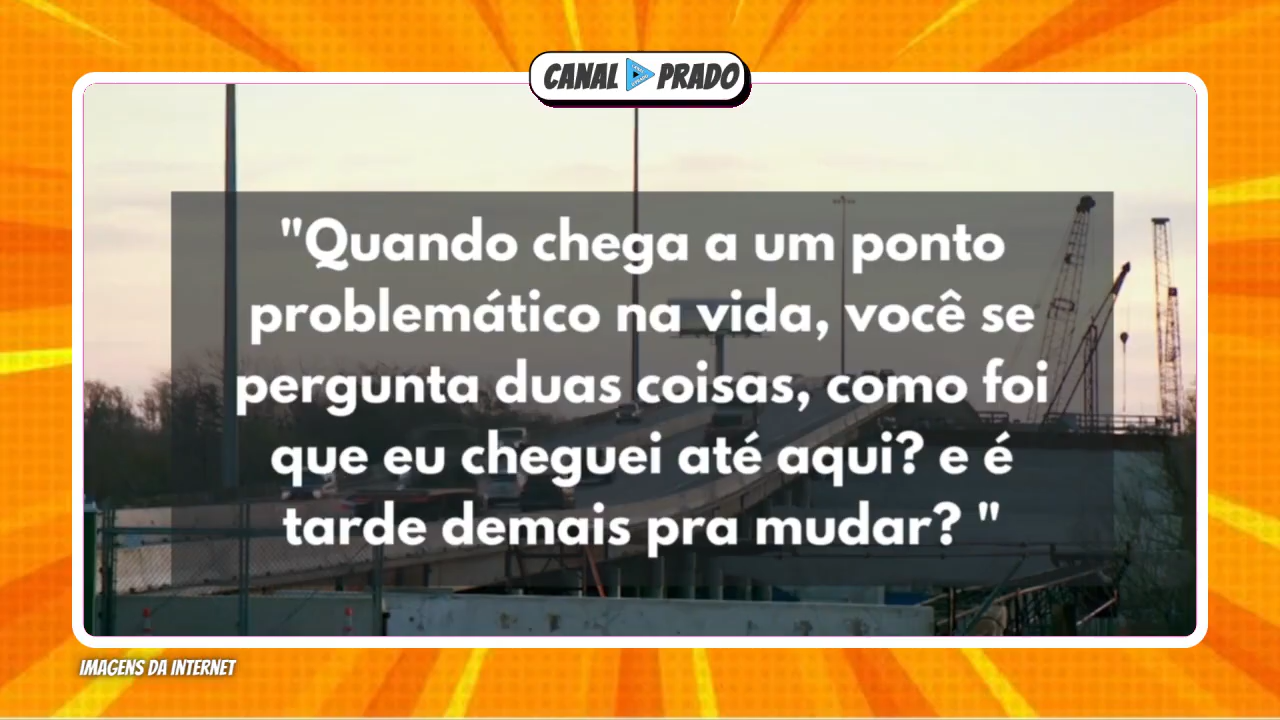 CANAL PRADO
"Quando chega a um ponto
problemático na vida, você se
pergunta duas coisas, como foi
que eu cheguei até aqui? e é
tarde demais pra mudar? "
IMAGENS DA INTERNET